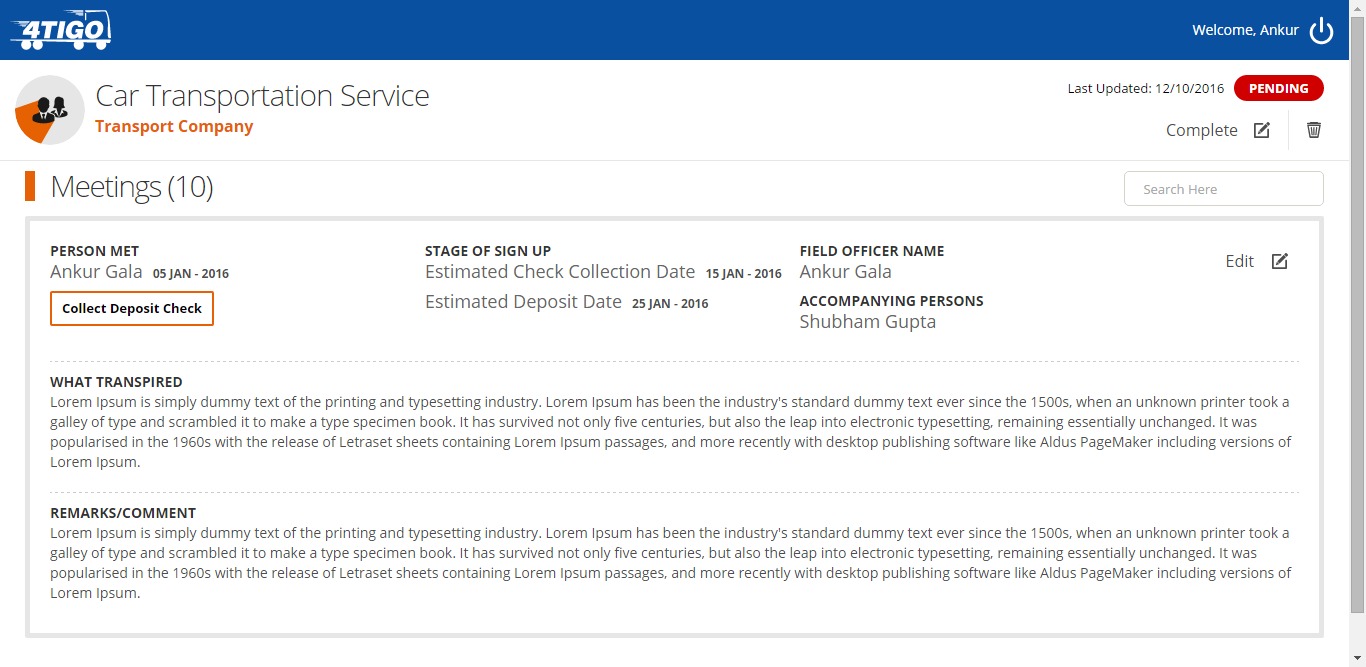 4TIGO
Welcome, Ankur
Car Transportation Service
Transport Company
Last Updated: 12/10/2016 PENDING
Complete
Meetings (10)
Search Here
PERSON MET
Ankur Gala 05 JAN - 2016
Collect Deposit Check
STAGE OF SIGN UP
Estimated Check Collection Date 15 JAN - 2016
Estimated Deposit Date 25 JAN - 2016
FIELD OFFICER NAME
Ankur Gala
ACCOMPANYING PERSONS
Shubham Gupta
Edit
WHAT TRANSPIRED
Lorem Ipsum is simply dummy text of the printing and typesetting industry. Lorem Ipsum has been the industry's standard dummy text ever since the 1500s, when an unknown printer took a
galley of type and scrambled it to make a type specimen book. It has survived not only five centuries, but also the leap into electronic typesetting, remaining essentially unchanged. It was
popularised in the 1960s with the release of Letraset sheets containing Lorem Ipsum passages, and more recently with desktop publishing software like Aldus PageMaker including versions of
Lorem Ipsum.
REMARKS/COMMENT
Lorem Ipsum is simply dummy text of the printing and typesetting industry. Lorem Ipsum has been the industry's standard dummy text ever since the 1500s, when an unknown printer took a
galley of type and scrambled it to make a type specimen book. It has survived not only five centuries, but also the leap into electronic typesetting, remaining essentially unchanged. It was
popularised in the 1960s with the release of Letraset sheets containing Lorem Ipsum passages, and more recently with desktop publishing software like Aldus PageMaker including versions of
Lorem Ipsum.